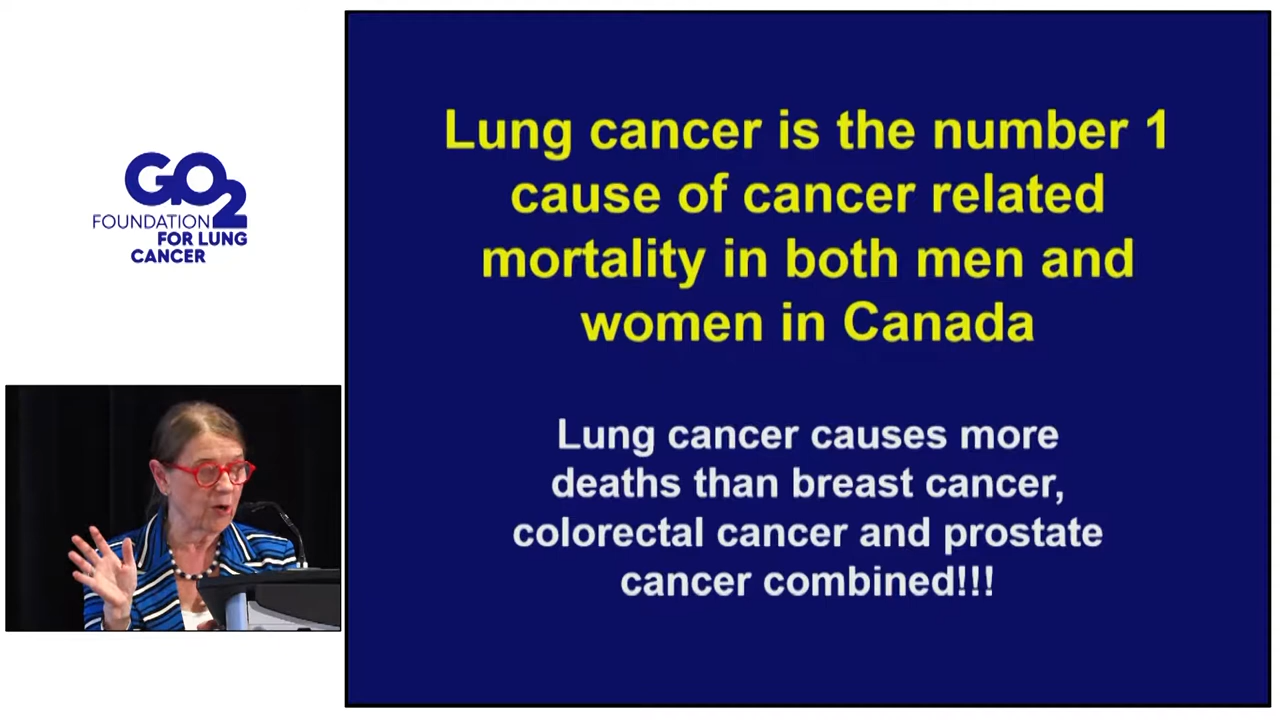 GO2
FOUNDATION
FOR LUNG
CANCER
Lung cancer is the number 1
cause of cancer related
mortality in both men and
women in Canada
Lung cancer causes more
deaths than breast cancer,
colorectal cancer and prostate
cancer combined!!!